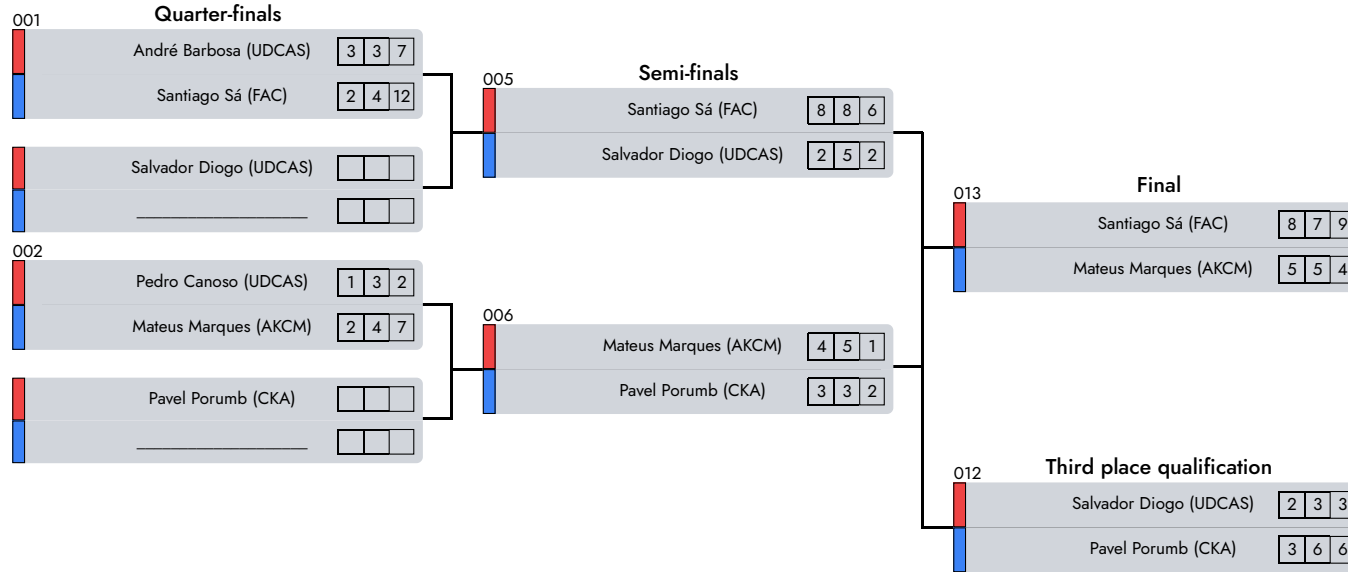 Quarter-finals
001
André Barbosa (UDCAS) 3 3 7
Santiago Sá (FAC) 2 4 12
Salvador Diogo (UDCAS)
002
Pedro Canoso (UDCAS) 1 3 2
Mateus Marques (AKCM) 2 4 7
Pavel Porumb (CKA)
Semi-finals
005
Santiago Sá (FAC) 8 8 6
Salvador Diogo (UDCAS) 2 5 2
006
Mateus Marques (AKCM) 4 5 1
Pavel Porumb (CKA) 3 3 2
Final
013
Santiago Sá (FAC) 8 7 9
Mateus Marques (AKCM) 5 5 4
Third place qualification
012
Salvador Diogo (UDCAS) 2 3 3
Pavel Porumb (CKA) 3 6 6